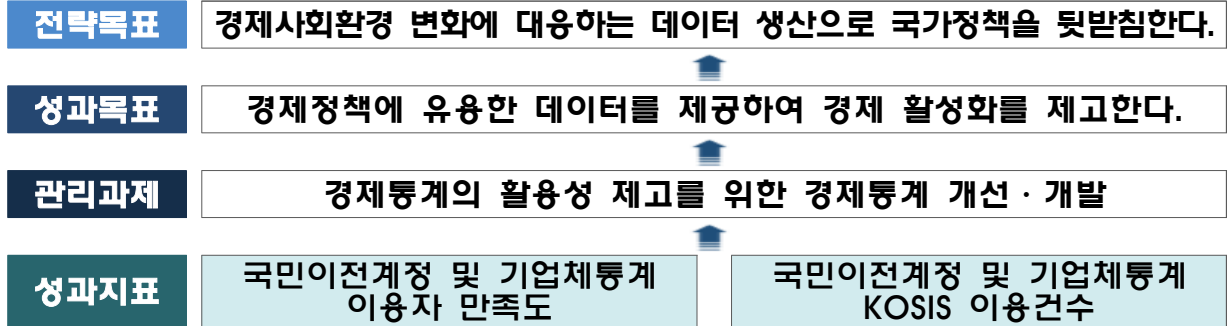 전략목표
경제사회환경 변화에 대응하는 데이터 생산으로 국가정책을 뒷받침한다.
성과목표
경제정책에 유용한 데이터를 제공하여 경제 활성화를 제고한다.
관리과제
경제통계의 활용성 제고를 위한 경제통계 개선 · 개발
성과지표
국민이전계정 및 기업체통계
이용자 만족도
국민이전계정 및 기업체통계
KOSIS 이용건수